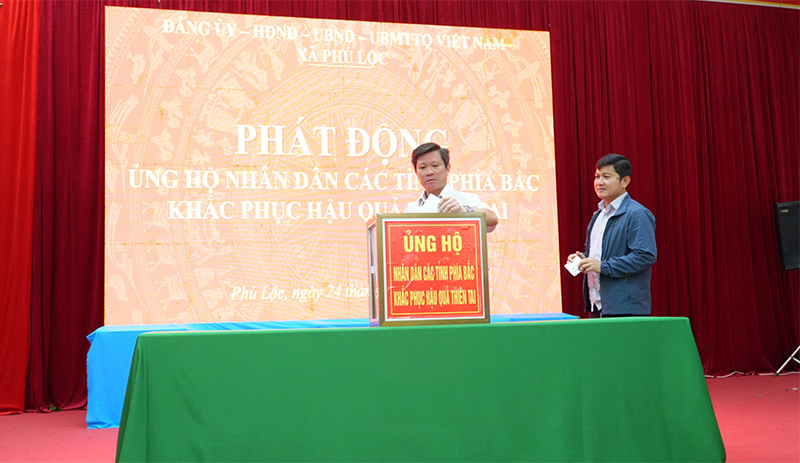 ĐẢNG ỦY – HĐND – UBND – UBMTTQ VIỆT NAM
XÃ PHÚ LỘC
PHÁT ĐỘNG
ỦNG HỘ NHÂN DÂN CÁC PHÍA BẮC
KHẮC PHỤC HẬU
Phú Lộc, ngày 24
ỦNG HỘ
NHÂN DÂN CÁC TỈNH PHÍA BẮC
KHẮC PHỤC HẬU QUẢ THIÊN TAI